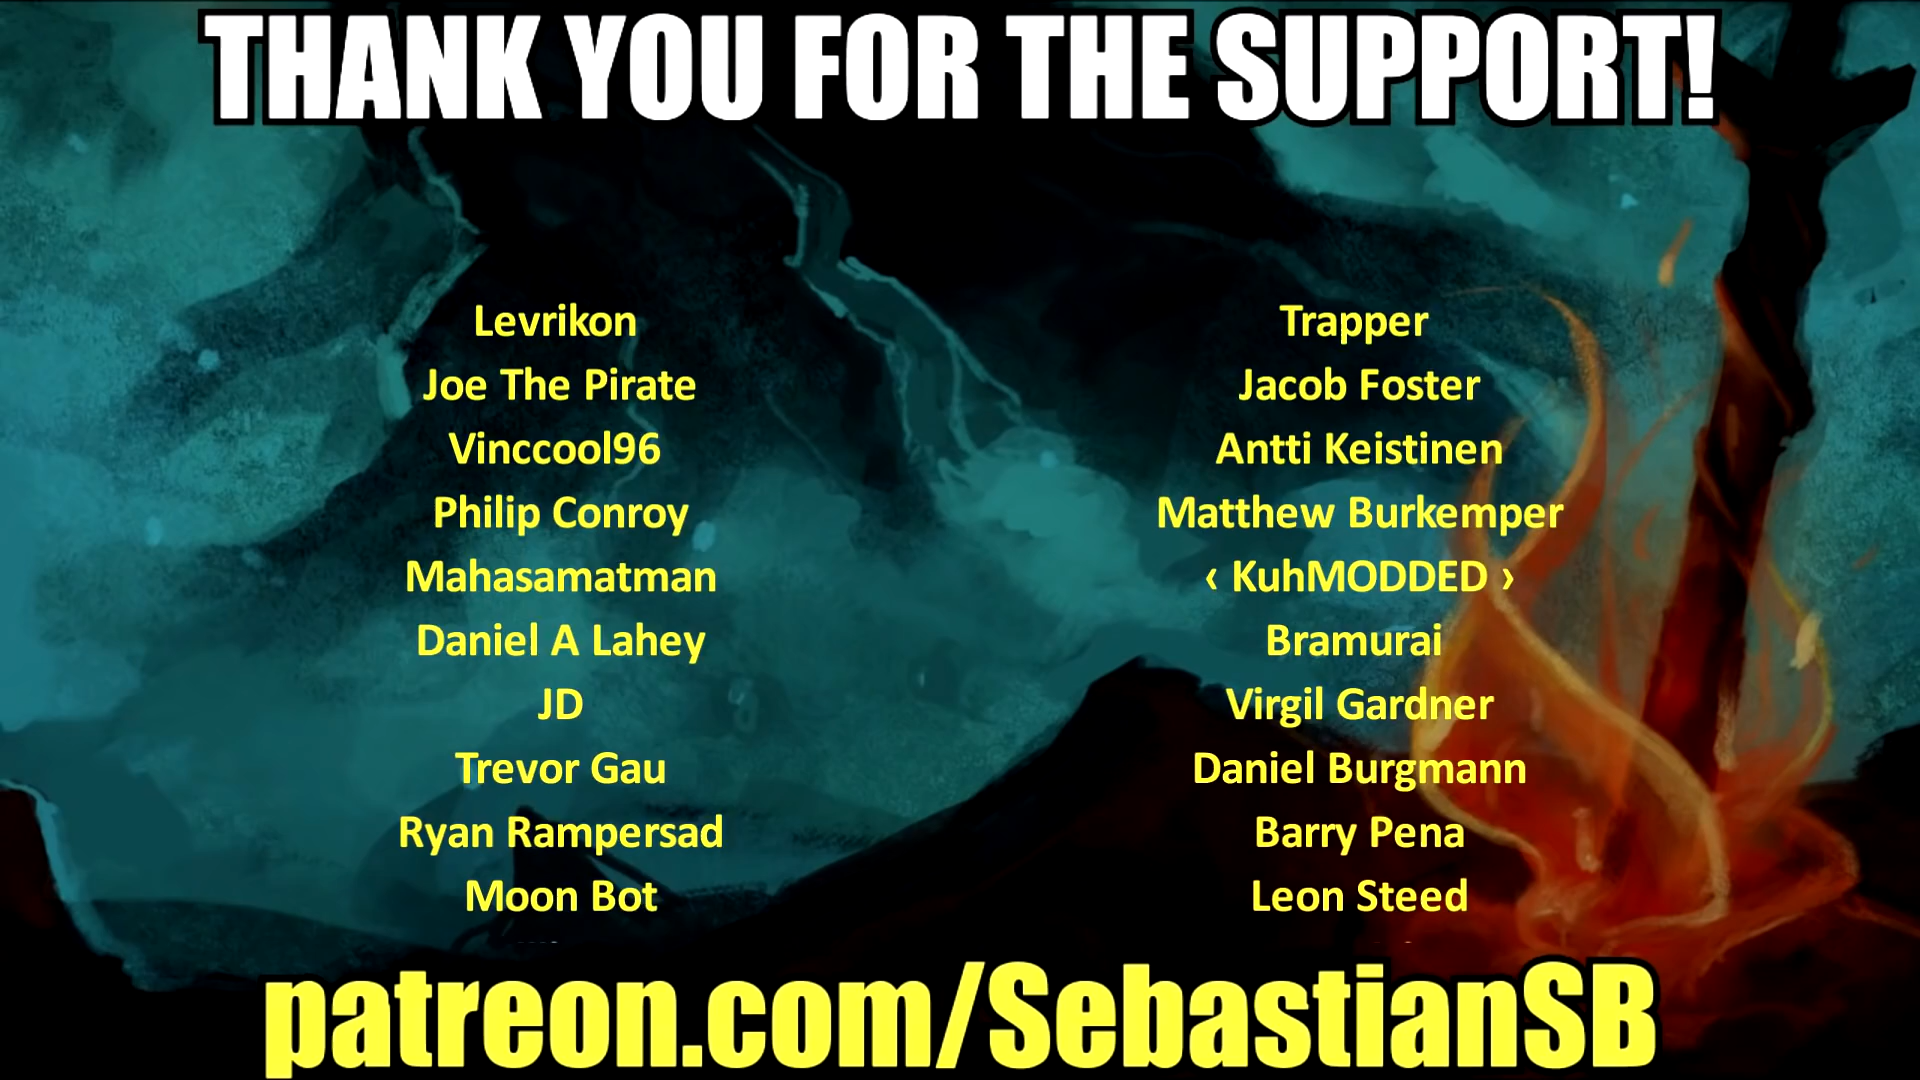 THANK YOU FOR THE SUPPORT!
Levrikon
Joe The Pirate
Vinccool96
Philip Conroy
Mahasamatman
Daniel A Lahey
JD
Trevor Gau
Ryan Rampersad
Moon Bot
Trapper
Jacob Foster
Antti Keistinen
Matthew Burkemper
‹ KuhMODDED ›
Bramurai
Virgil Gardner
Daniel Burgmann
Barry Pena
Leon Steed
patreon.com/SebastianSB